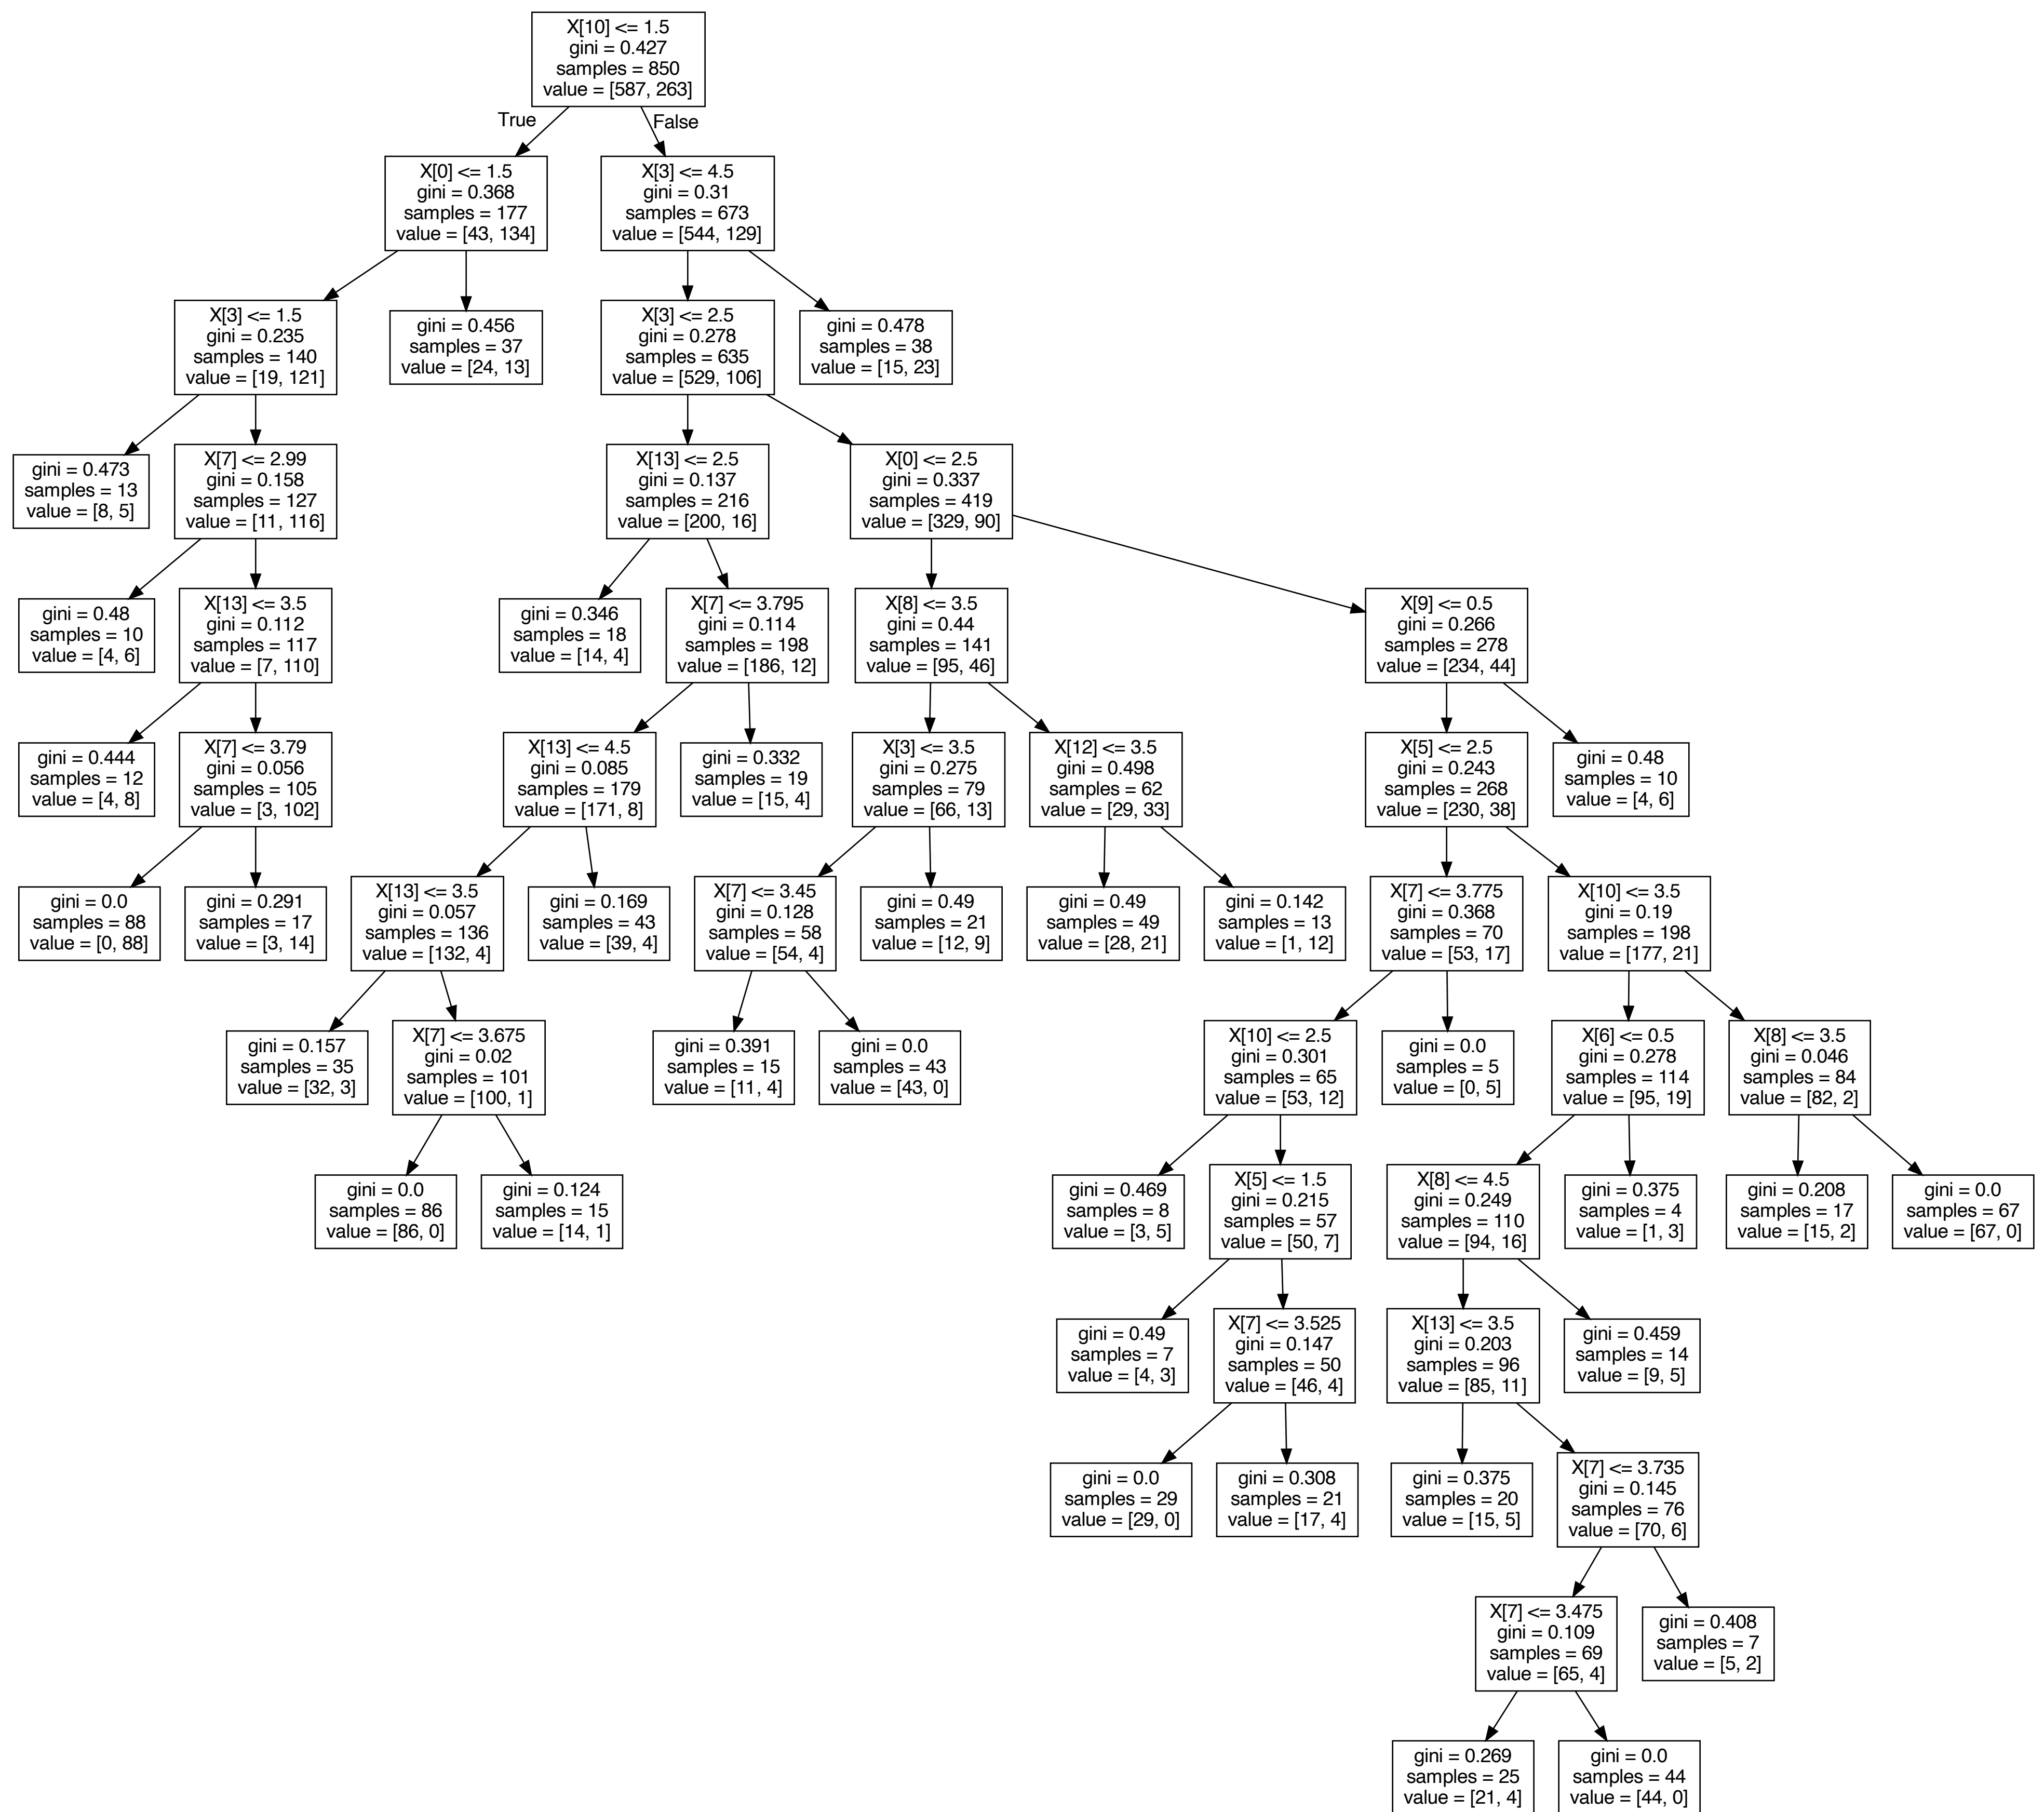 X[10] <= 1.5
gini = 0.427
samples = 850
value = [587, 263]
True
False
X[0] <= 1.5
gini = 0.368
samples = 177
value = [43, 134]
X[3] <= 4.5
gini = 0.31
samples = 673
value = [544, 129]
X[3] <= 1.5
gini = 0.235
samples = 140
value = [19, 121]
gini = 0.456
samples = 37
value = [24, 13]
X[3] <= 2.5
gini = 0.278
samples = 635
value = [529, 106]
gini = 0.478
samples = 38
value = [15, 23]
gini = 0.473
samples = 13
value = [8, 5]
X[7] <= 2.99
gini = 0.158
samples = 127
value = [11, 116]
X[13] <= 2.5
gini = 0.137
samples = 216
value = [200, 16]
X[0] <= 2.5
gini = 0.337
samples = 419
value = [329, 90]
gini = 0.48
samples = 10
value = [4, 6]
X[13] <= 3.5
gini = 0.112
samples = 117
value = [7, 110]
gini = 0.346
samples = 18
value = [14, 4]
X[7] <= 3.795
gini = 0.114
samples = 198
value = [186, 12]
X[8] <= 3.5
gini = 0.44
samples = 141
value = [95, 46]
X[9] <= 0.5
gini = 0.266
samples = 278
value = [234, 44]
gini = 0.444
samples = 12
value = [4, 8]
X[7] <= 3.79
gini = 0.056
samples = 105
value = [3, 102]
X[13] <= 4.5
gini = 0.085
samples = 179
value = [171, 8]
gini = 0.332
samples = 19
value = [15, 4]
X[3] <= 3.5
gini = 0.275
samples = 79
value = [66, 13]
X[12] <= 3.5
gini = 0.498
samples = 62
value = [29, 33]
X[5] <= 2.5
gini = 0.243
samples = 268
value = [230, 38]
gini = 0.48
samples = 10
value = [4, 6]
gini = 0.0
samples = 88
value = [0, 88]
gini = 0.291
samples = 17
value = [3, 14]
X[13] <= 3.5
gini = 0.057
samples = 136
value = [132, 4]
gini = 0.169
samples = 43
value = [39, 4]
X[7] <= 3.45
gini = 0.128
samples = 58
value = [54, 4]
gini = 0.49
samples = 21
value = [12, 9]
gini = 0.49
samples = 49
value = [28, 21]
gini = 0.142
samples = 13
value = [1, 12]
X[7] <= 3.775
gini = 0.368
samples = 70
value = [53, 17]
X[10] <= 3.5
gini = 0.19
samples = 198
value = [177, 21]
gini = 0.157
samples = 35
value = [32, 3]
X[7] <= 3.675
gini = 0.02
samples = 101
value = [100, 1]
gini = 0.391
samples = 15
value = [11, 4]
gini = 0.0
samples = 43
value = [43, 0]
X[10] <= 2.5
gini = 0.301
samples = 65
value = [53, 12]
gini = 0.0
samples = 5
value = [0, 5]
X[6] <= 0.5
gini = 0.278
samples = 114
value = [95, 19]
X[8] <= 3.5
gini = 0.046
samples = 84
value = [82, 2]
gini = 0.0
samples = 86
value = [86, 0]
gini = 0.124
samples = 15
value = [14, 1]
gini = 0.469
samples = 8
value = [3, 5]
X[5] <= 1.5
gini = 0.215
samples = 57
value = [50, 7]
X[8] <= 4.5
gini = 0.249
samples = 110
value = [94, 16]
gini = 0.375
samples = 4
value = [1, 3]
gini = 0.208
samples = 17
value = [15, 2]
gini = 0.0
samples = 67
value = [67, 0]
gini = 0.49
samples = 7
value = [4, 3]
X[7] <= 3.525
gini = 0.147
samples = 50
value = [46, 4]
X[13] <= 3.5
gini = 0.203
samples = 96
value = [85, 11]
gini = 0.459
samples = 14
value = [9, 5]
gini = 0.0
samples = 29
value = [29, 0]
gini = 0.308
samples = 21
value = [17, 4]
gini = 0.375
samples = 20
value = [15, 5]
X[7] <= 3.735
gini = 0.145
samples = 76
value = [70, 6]
X[7] <= 3.475
gini = 0.109
samples = 69
value = [65, 4]
gini = 0.408
samples = 7
value = [5, 2]
gini = 0.269
samples = 25
value = [21, 4]
gini = 0.0
samples = 44
value = [44, 0]